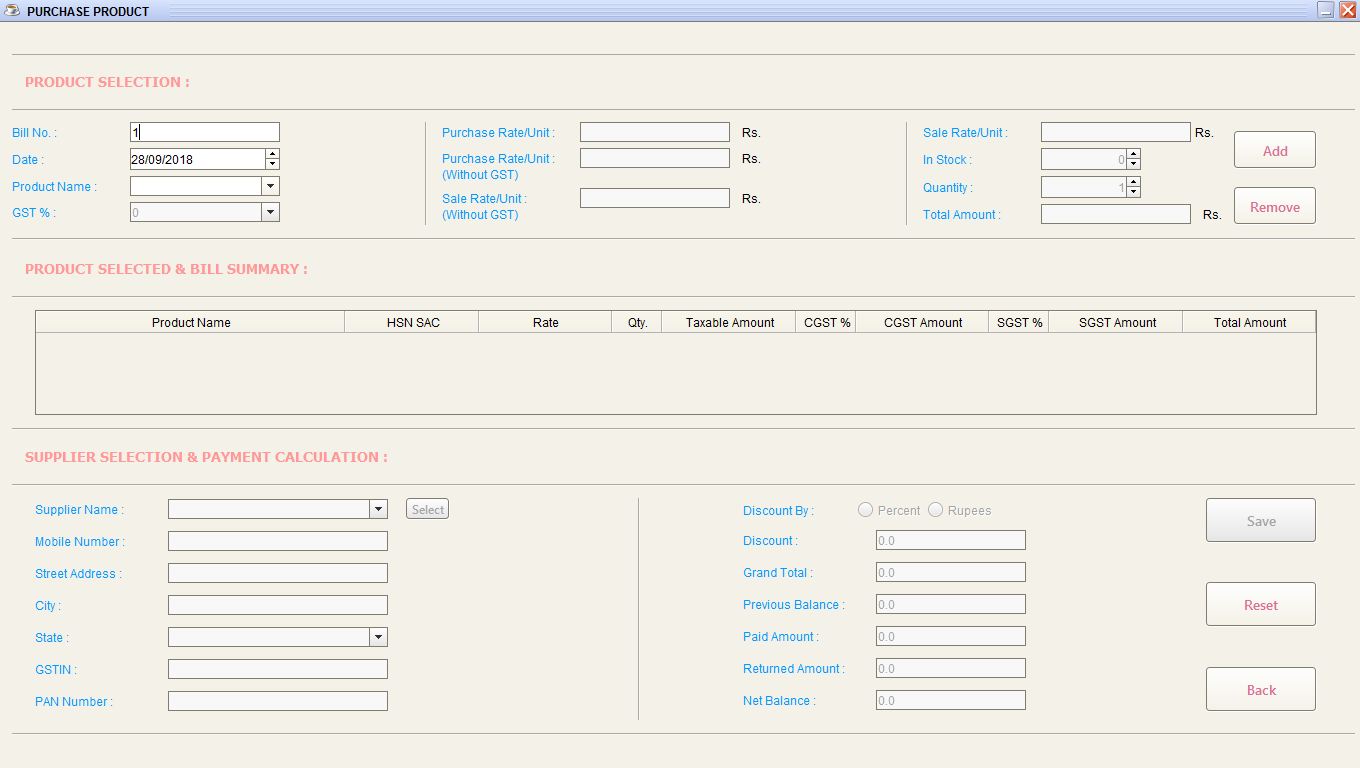 PURCHASE PRODUCT
PRODUCT SELECTION :
Bill No. : 1
Date : 28/09/2018
Product Name :
GST % : 0
Purchase Rate/Unit : Rs.
Purchase Rate/Unit : Rs.
(Without GST)
Sale Rate/Unit : Rs.
(Without GST)
Sale Rate/Unit : Rs.
In Stock : 0
Quantity : 1
Total Amount : Rs.
Add
Remove
PRODUCT SELECTED & BILL SUMMARY :
Product Name HSN SAC Rate Qty. Taxable Amount CGST % CGST Amount SGST % SGST Amount Total Amount
SUPPLIER SELECTION & PAYMENT CALCULATION :
Supplier Name : Select
Mobile Number :
Street Address :
City :
State :
GSTIN :
PAN Number :
Discount By : Percent Rupees
Discount : 0.0
Grand Total : 0.0
Previous Balance : 0.0
Paid Amount : 0.0
Returned Amount : 0.0
Net Balance : 0.0
Save
Reset
Back